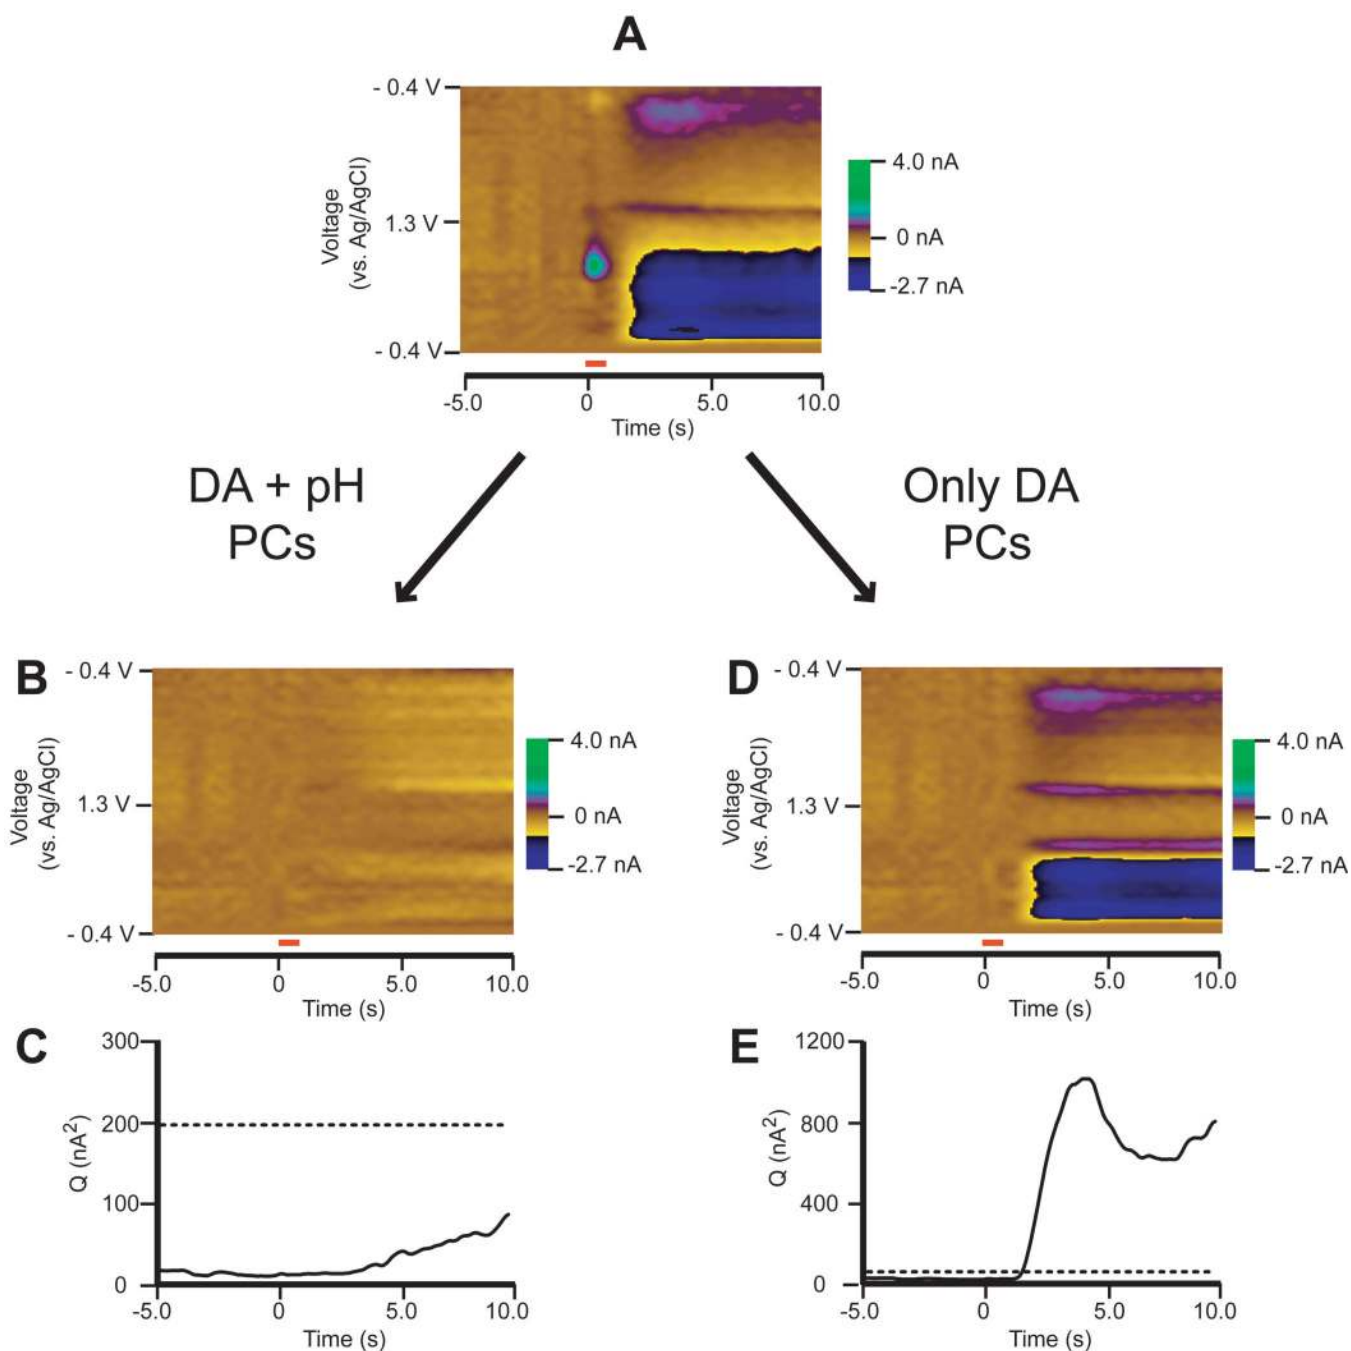 A
- 0.4 V
1.3 V
- 0.4 V
Voltage
(vs. Ag/AgCl)
4.0 nA
0 nA
-2.7 nA
-5.0
0
5.0
10.0
Time (s)
DA + pH
PCs
Only DA
PCs
B
- 0.4 V
1.3 V
- 0.4 V
Voltage
(vs. Ag/AgCl)
4.0 nA
0 nA
-2.7 nA
-5.0
0
5.0
10.0
Time (s)
D
- 0.4 V
1.3 V
- 0.4 V
Voltage
(vs. Ag/AgCl)
4.0 nA
0 nA
-2.7 nA
-5.0
0
5.0
10.0
Time (s)
C
300
200
100
0
Q (nA²)
-5.0
0
5.0
10.0
Time (s)
E
1200
800
400
0
Q (nA²)
-5.0
0
5.0
10.0
Time (s)